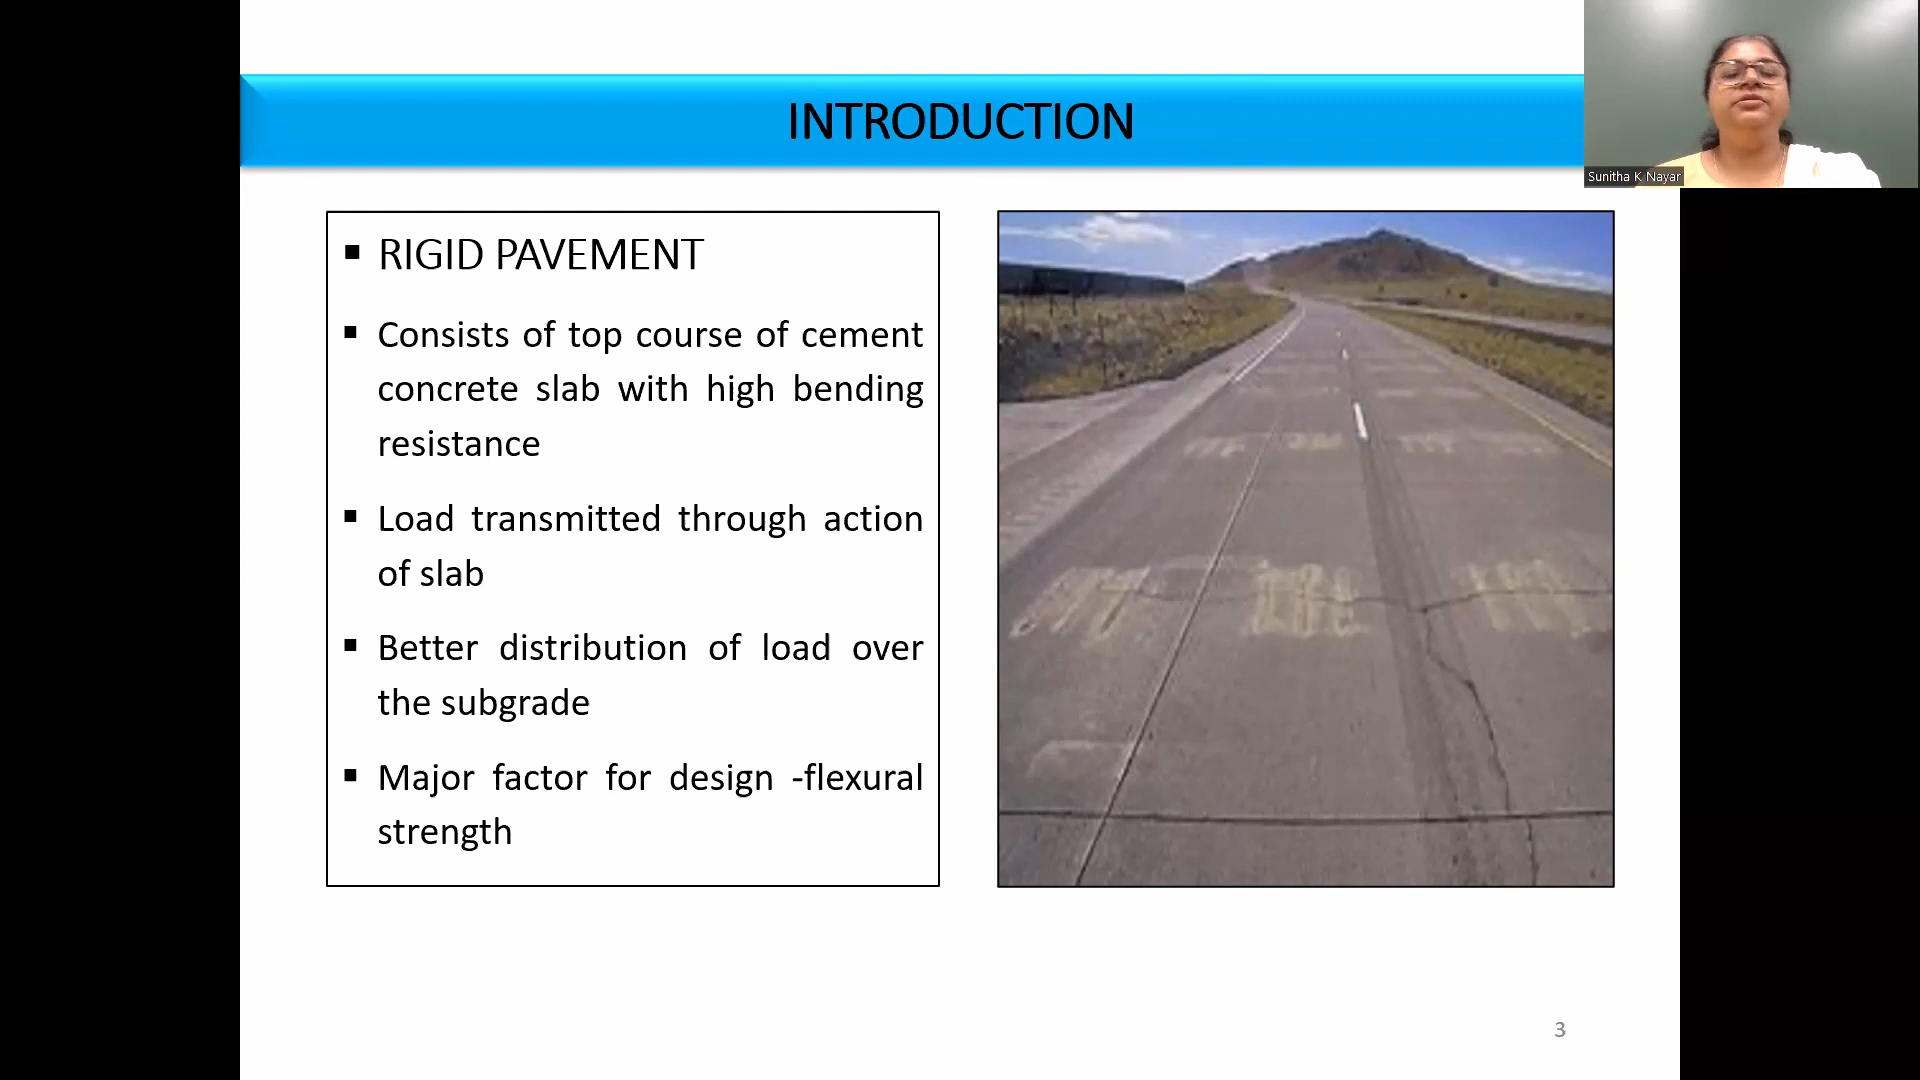 INTRODUCTION
Sunitha K Nayar
▪ RIGID PAVEMENT
▪ Consists of top course of cement
concrete slab with high bending
resistance
▪ Load transmitted through action
of slab
▪ Better distribution of load over
the subgrade
▪ Major factor for design -flexural
strength
3